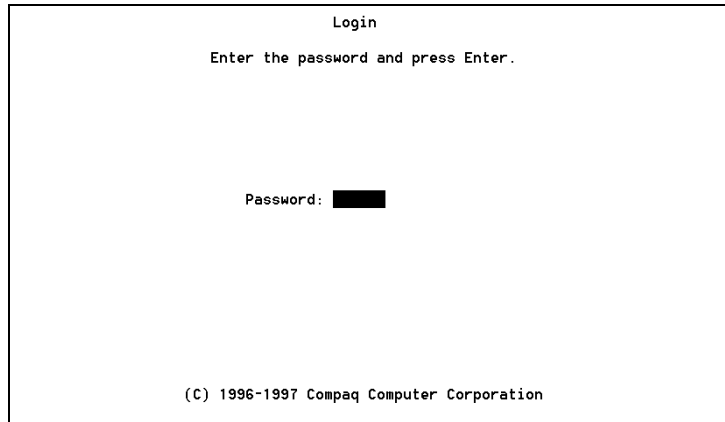 Login
Enter the password and press Enter.
Password:
(C) 1996-1997 Compaq Computer Corporation